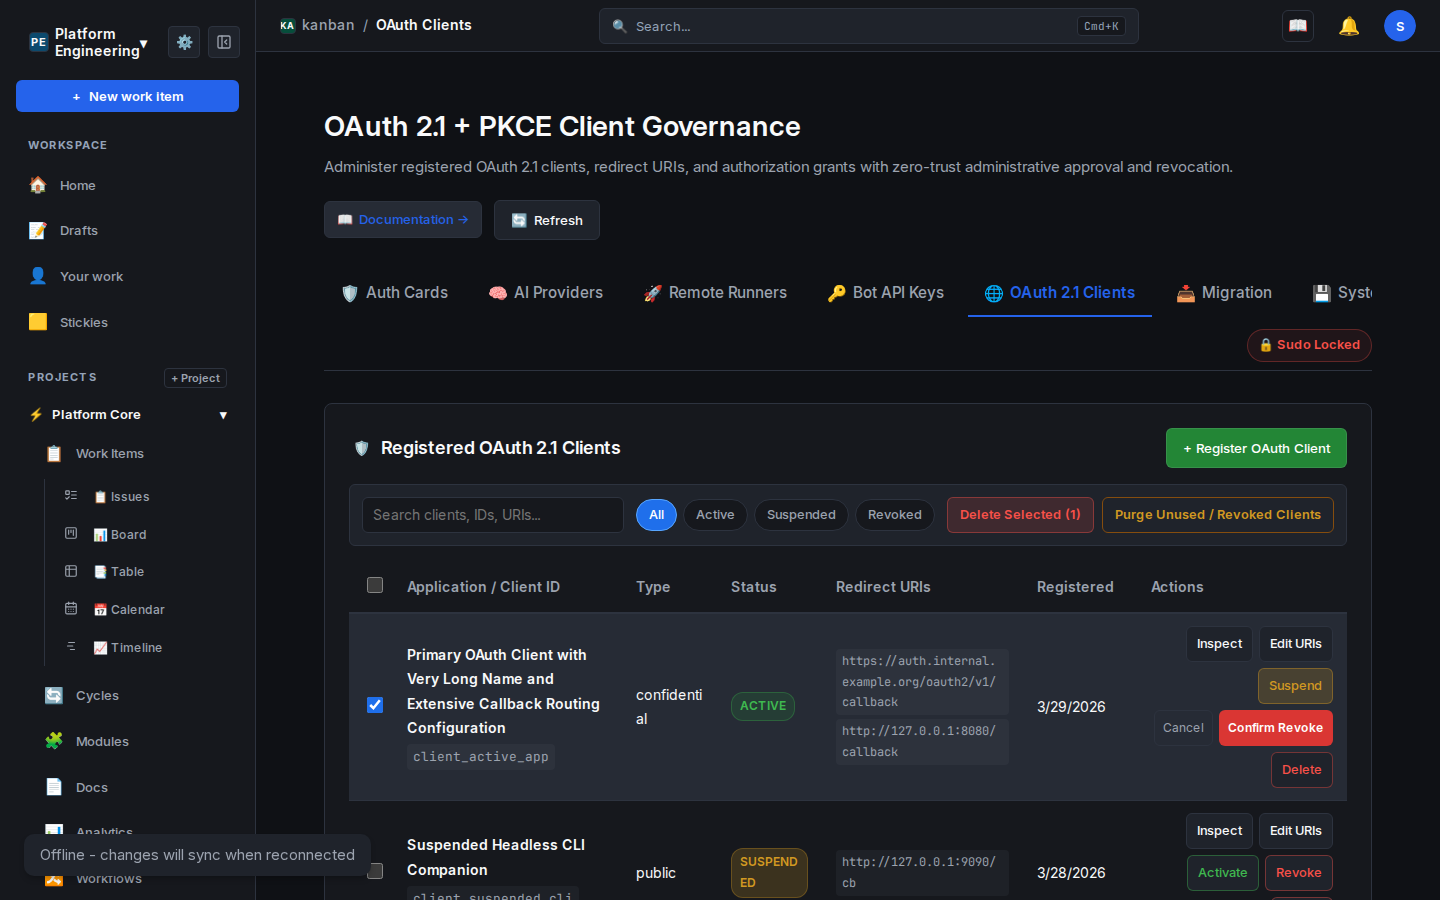 PE Platform Engineering ▾
+ New work item
WORKSPACE
Home
Drafts
Your work
Stickies
PROJECTS
+ Project
Platform Core ▾
Work Items
Issues
Board
Table
Calendar
Timeline
Cycles
Modules
Docs
Analytics
Workflows
Offline - changes will sync when reconnected
KA kanban / OAuth Clients
Search...
Cmd+K
S
OAuth 2.1 + PKCE Client Governance
Administer registered OAuth 2.1 clients, redirect URIs, and authorization grants with zero-trust administrative approval and revocation.
Documentation →
Refresh
Auth Cards
AI Providers
Remote Runners
Bot API Keys
OAuth 2.1 Clients
Migration
Syst
Sudo Locked
Registered OAuth 2.1 Clients
+ Register OAuth Client
Search clients, IDs, URIs...
All
Active
Suspended
Revoked
Delete Selected (1)
Purge Unused / Revoked Clients
Application / Client ID
Type
Status
Redirect URIs
Registered
Actions
Primary OAuth Client with
Very Long Name and
Extensive Callback Routing
Configuration
client_active_app
confidenti
al
ACTIVE
https://auth.internal.
example.org/oauth2/v1/
callback
http://127.0.0.1:8080/
callback
3/29/2026
Inspect
Edit URIs
Suspend
Cancel
Confirm Revoke
Delete
Suspended Headless CLI
Companion
client_suspended_cli
public
SUSPEND
ED
http://127.0.0.1:9090/
cb
3/28/2026
Inspect
Edit URIs
Activate
Revoke